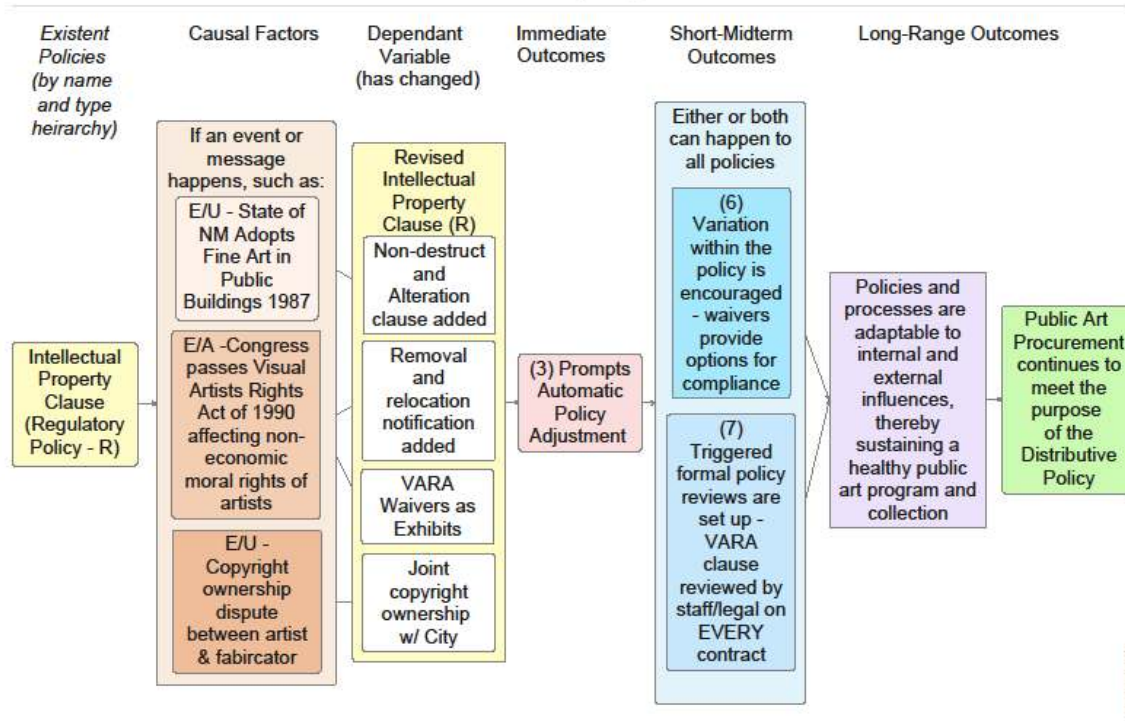 Existent
Policies
(by name
and type
heirarchy)
Causal Factors
Dependant
Variable
(has changed)
Immediate
Outcomes
Short-Midterm
Outcomes
Long-Range Outcomes
Intellectual
Property
Clause
(Regulatory
Policy - R)
If an event or
message
happens, such as:
E/U - State of
NM Adopts
Fine Art in
Public
Buildings 1987
E/A -Congress
passes Visual
Artists Rights
Act of 1990
affecting non-
economic
moral rights of
artists
E/U -
Copyright
ownership
dispute
between artist
& fabircator
Revised
Intellectual
Property
Clause (R)
Non-destruct and
Alteration
clause added
Removal and
relocation
notification
added
VARA
Waivers as
Exhibits
Joint
copyright
ownership
w/ City
(3) Prompts
Automatic
Policy
Adjustment
Either or both
can happen to
all policies
(6)
Variation
within the
policy is
encouraged
- waivers
provide
options for
compliance
(7)
Triggered
formal policy
reviews are
set up -
VARA
clause
reviewed by
staff/legal on
EVERY
contract
Policies and
processes are
adaptable to
internal and
external
influences,
thereby
sustaining a
healthy public
art program and
collection
Public Art
Procurement
continues to
meet the
purpose
of the
Distributive
Policy